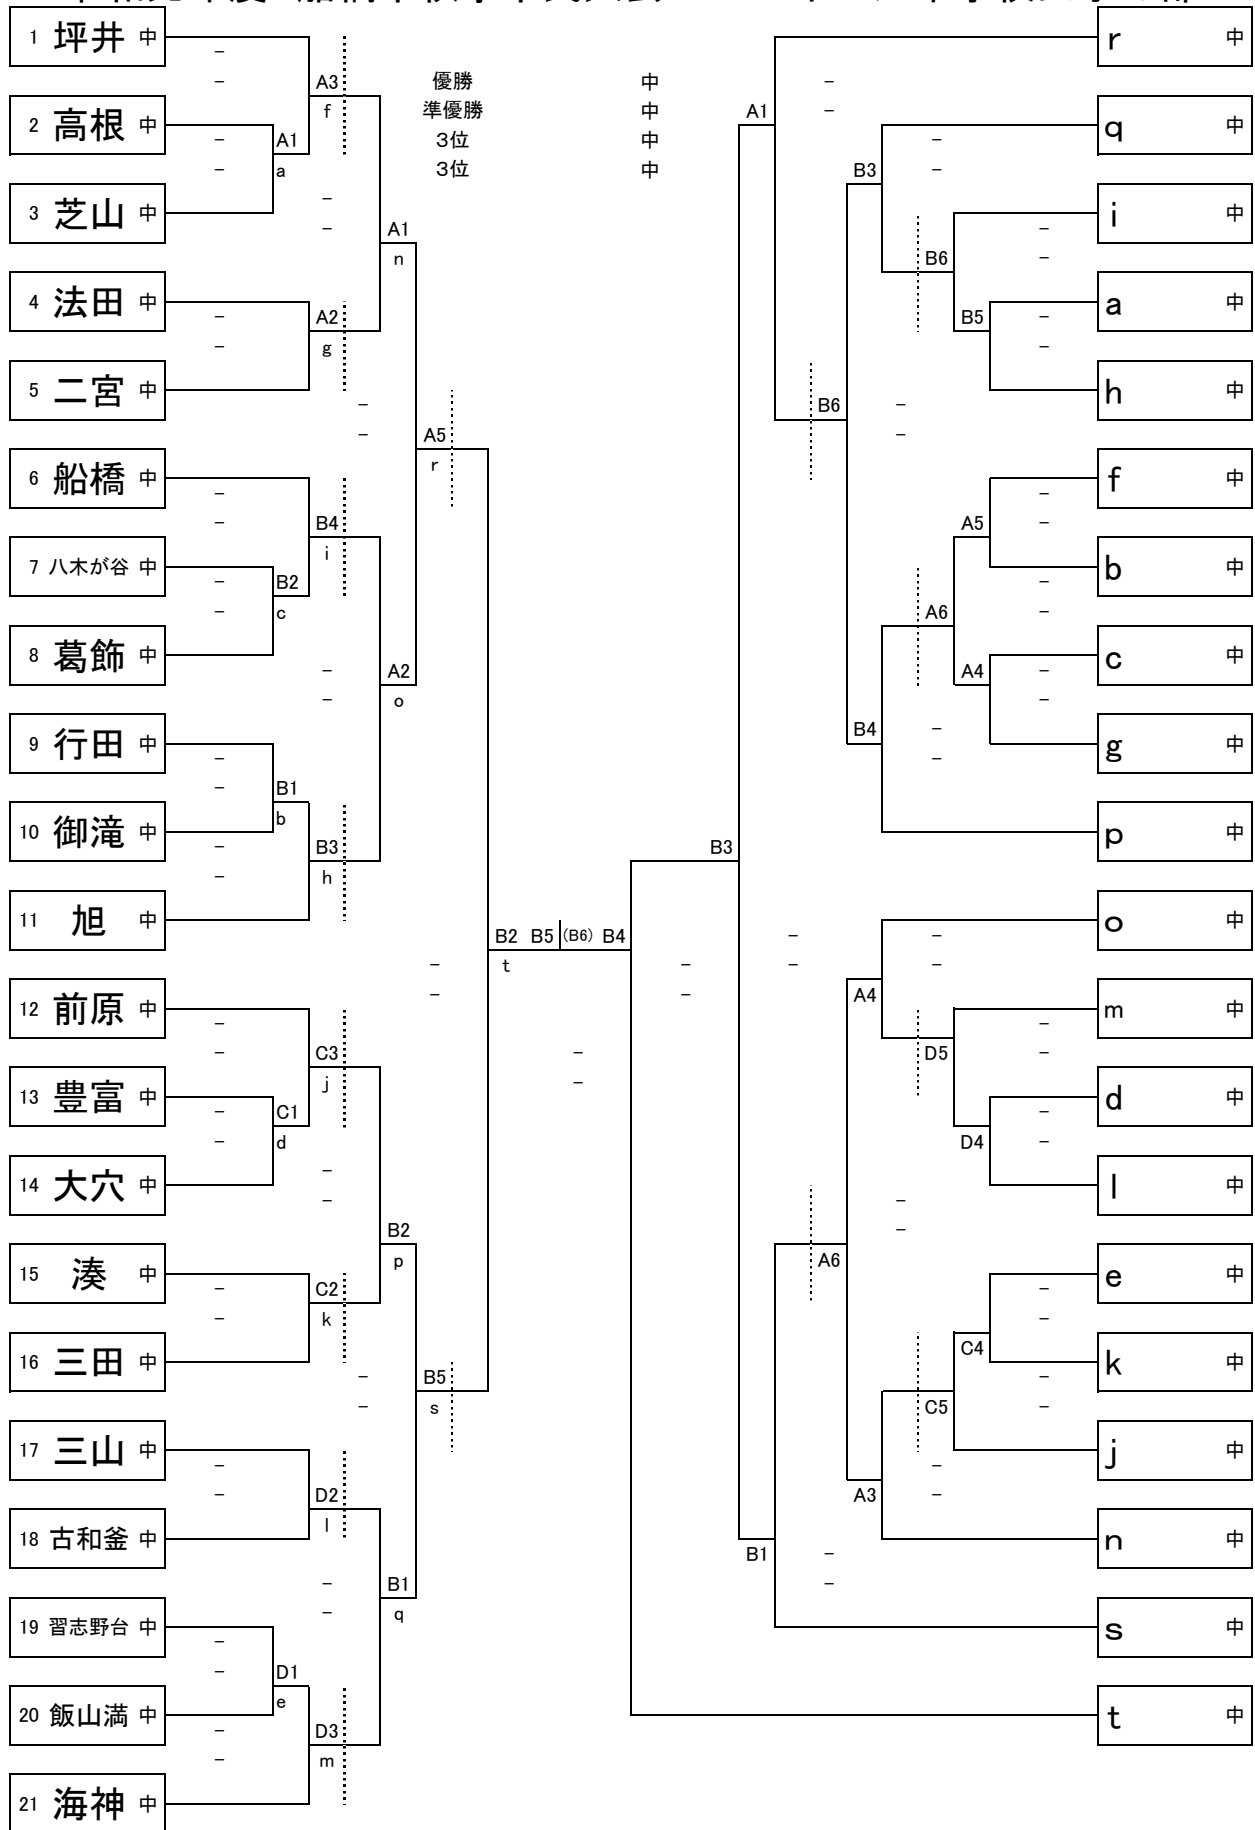 1 坪井 中
2 高根 中
3 芝山 中
4 法田 中
5 二宮 中
6 船橋 中
7 八木が谷 中
8 葛飾 中
9 行田 中
10 御滝 中
11 旭 中
12 前原 中
13 豊富 中
14 大穴 中
15 湊 中
16 三田 中
17 三山 中
18 古和釜 中
19 習志野台 中
20 飯山満 中
21 海神 中
A3
f
A1
a
A1
n
A2
g
A5
r
B4
i
B2
c
A2
o
B1
b
B3
h
B2 B5 (B6) B4
t
C3
j
C1
d
B2
p
C2
k
B5
s
D2
l
B1
q
D1
e
D3
m
優勝 中
準優勝 中
3位 中
3位 中
A1
B3
B6
B5
B6
A5
A6
A4
B4
B3
A4
D5
D4
A6
C4
C5
A3
B1
r 中
q 中
i 中
a 中
h 中
f 中
b 中
c 中
g 中
p 中
o 中
m 中
d 中
l 中
e 中
k 中
j 中
n 中
s 中
t 中